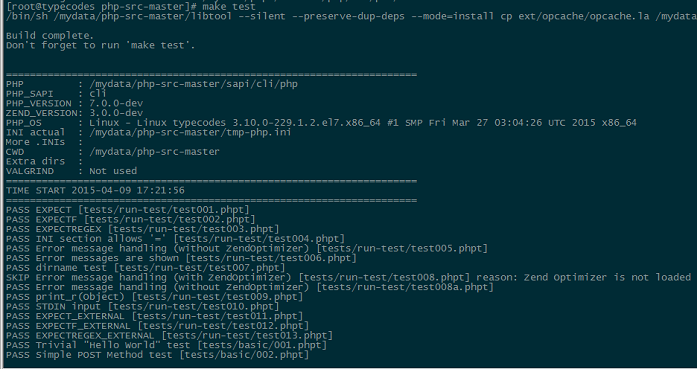 [root@typecodes php-src-master]# make test
/bin/sh /mydata/php-src-master/libtool --silent --preserve-dup-deps --mode=install cp ext/opcache/opcache.la /mydata
Build complete.
Don't forget to run 'make test'.
=====================================================================
PHP : /mydata/php-src-master/sapi/cli/php
PHP_SAPI : cli
PHP_VERSION : 7.0.0-dev
ZEND_VERSION: 3.0.0-dev
PHP_OS : Linux - Linux typecodes 3.10.0-229.1.2.el7.x86_64 #1 SMP Fri Mar 27 03:04:26 UTC 2015 x86_64
INI actual : /mydata/php-src-master/tmp-php.ini
More .INIs :
CWD : /mydata/php-src-master
Extra dirs :
VALGRIND : Not used
=====================================================================
TIME START 2015-04-09 17:21:56
=====================================================================
PASS EXPECT [tests/run-test/test001.phpt]
PASS EXPECTF [tests/run-test/test002.phpt]
PASS EXPECTREGEX [tests/run-test/test003.phpt]
PASS INI section allows '=' [tests/run-test/test004.phpt]
PASS Error message handling (without ZendOptimizer) [tests/run-test/test005.phpt]
PASS Error messages are shown [tests/run-test/test006.phpt]
PASS dirname test [tests/run-test/test007.phpt]
SKIP Error message handling (with ZendOptimizer) [tests/run-test/test008.phpt] reason: Zend Optimizer is not loaded
PASS Error message handling (without ZendOptimizer) [tests/run-test/test008a.phpt]
PASS print_r(object) [tests/run-test/test009.phpt]
PASS STDIN input [tests/run-test/test010.phpt]
PASS EXPECT_EXTERNAL [tests/run-test/test011.phpt]
PASS EXPECTF_EXTERNAL [tests/run-test/test012.phpt]
PASS EXPECTREGEX_EXTERNAL [tests/run-test/test013.phpt]
PASS Trivial "Hello World" test [tests/basic/001.phpt]
PASS Simple POST Method test [tests/basic/002.phpt]